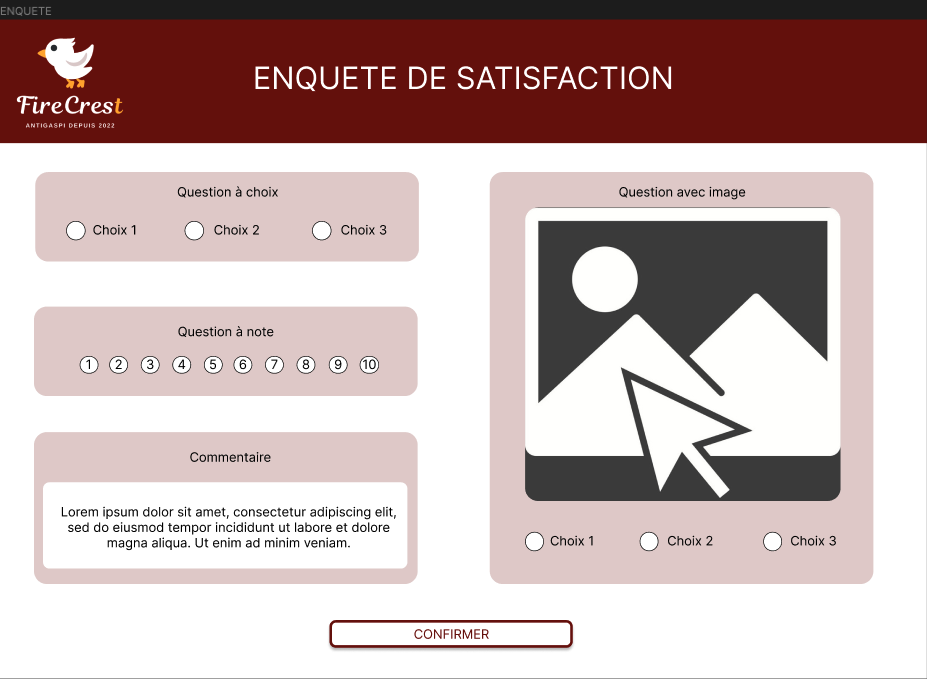 ENQUETE
FireCrest
ANTIGASPI DEPUIS 2022
ENQUETE DE SATISFACTION
Question à choix
Choix 1 Choix 2 Choix 3
Question à note
1 2 3 4 5 6 7 8 9 10
Commentaire
Lorem ipsum dolor sit amet, consectetur adipiscing elit,
sed do eiusmod tempor incididunt ut labore et dolore
magna aliqua. Ut enim ad minim veniam.
Question avec image
Choix 1 Choix 2 Choix 3
CONFIRMER